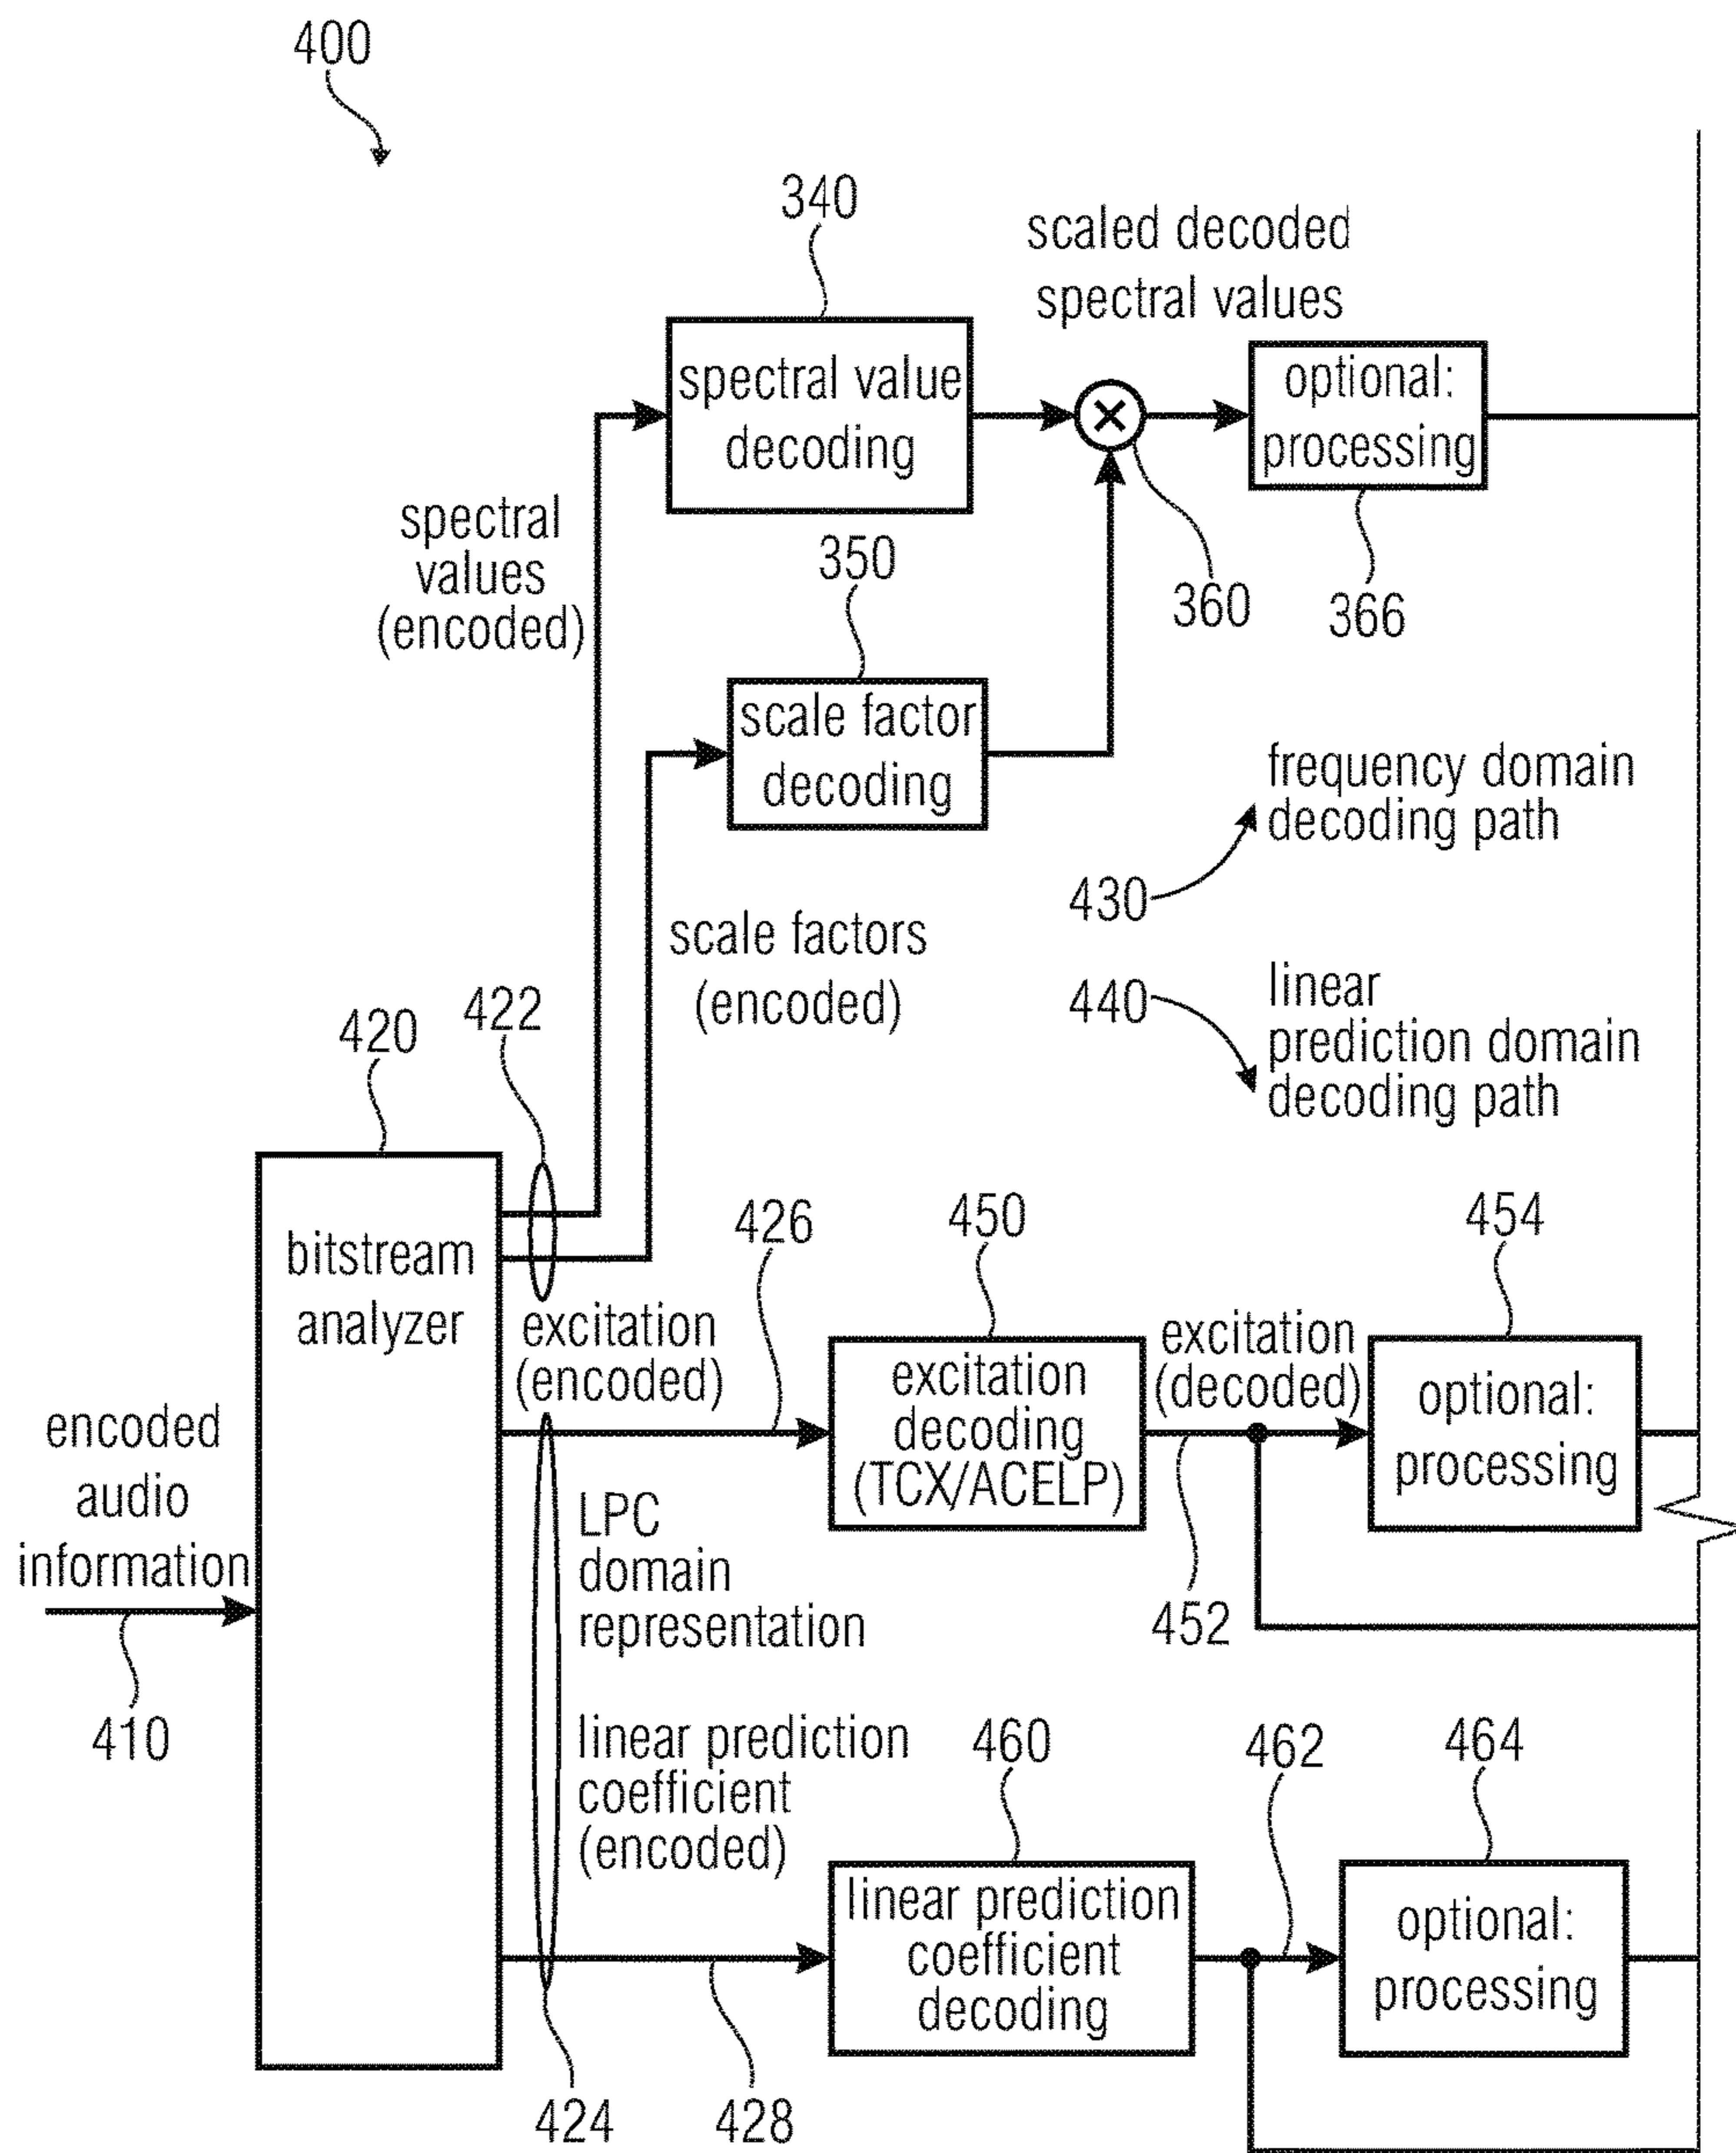 400
340
scaled decoded
spectral values
spectral value
decoding
optional:
processing
spectral
values
(encoded)
350
360
366
scale factor
decoding
frequency domain
decoding path
430
scale factors
(encoded)
440
linear
prediction domain
decoding path
420
422
bitstream
analyzer
426
450
454
excitation
(encoded)
excitation
decoding
(TCX/ACELP)
excitation
(decoded)
optional:
processing
encoded
audio
information
410
LPC
domain
representation
452
linear prediction
coefficient
(encoded)
460
462
464
linear prediction
coefficient
decoding
optional:
processing
424
428